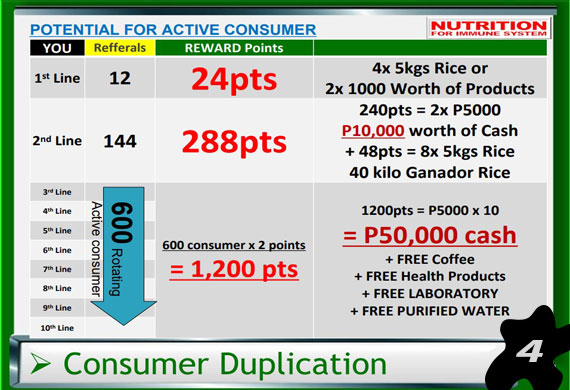 POTENTIAL FOR ACTIVE CONSUMER
NUTRITION
FOR IMMUNE SYSTEM
YOU Refferals REWARD Points
1st Line 12 24pts 4x 5kgs Rice or
2x 1000 Worth of Products
2nd Line 144 288pts 240pts = 2x P5000
P10,000 worth of Cash
+ 48pts = 8x 5kgs Rice
40 kilo Ganador Rice
3rd Line
4th Line
5th Line
6th Line
7th Line
8th Line
9th Line
10th Line
600 Rotating
Active consumer
600 consumer x 2 points
= 1,200 pts
1200pts = P5000 x 10
= P50,000 cash
+ FREE Coffee
+ FREE Health Products
+ FREE LABORATORY
+ FREE PURIFIED WATER
➢ Consumer Duplication
4